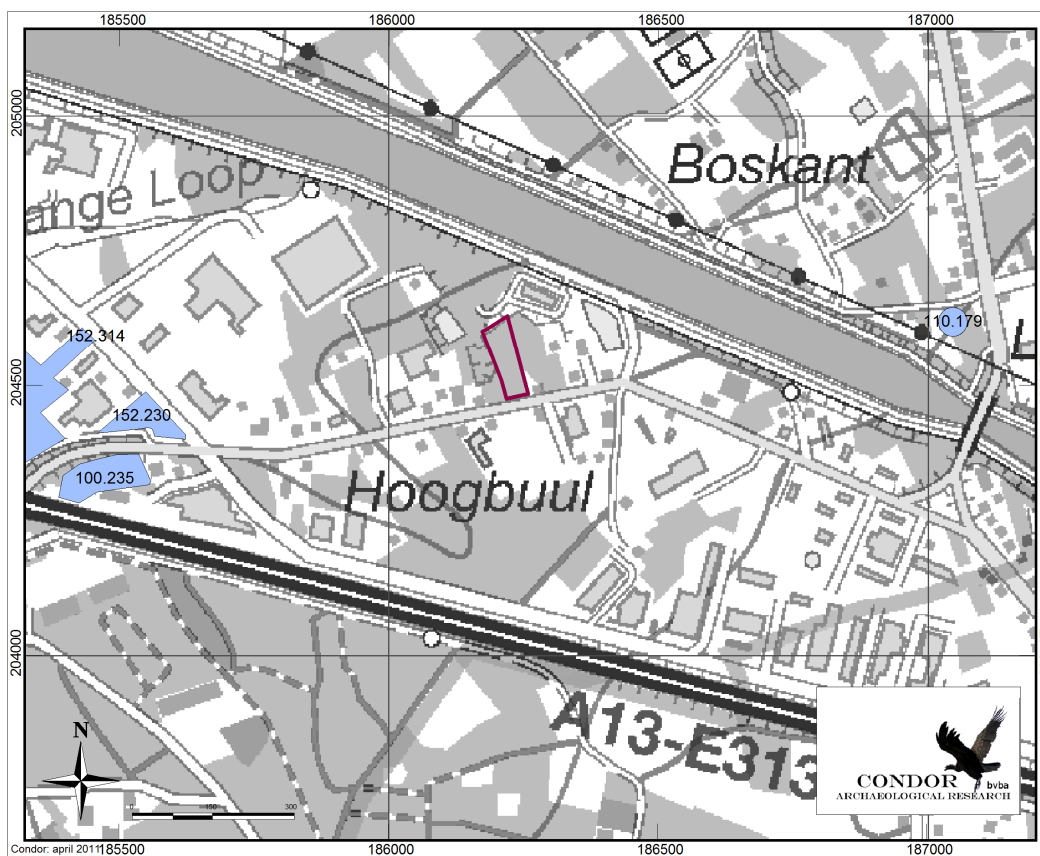 185500 186000 186500 187000
205000
Boskant
ange Loop
110.179
152.314
L
204500
152.230
100.235
Hoogbuul
204000
A13-E313
N
0 150 300
CONDOR bvba
ARCHAEOLOGICAL RESEARCH
Condor: april 2011
185500 186000 186500 187000